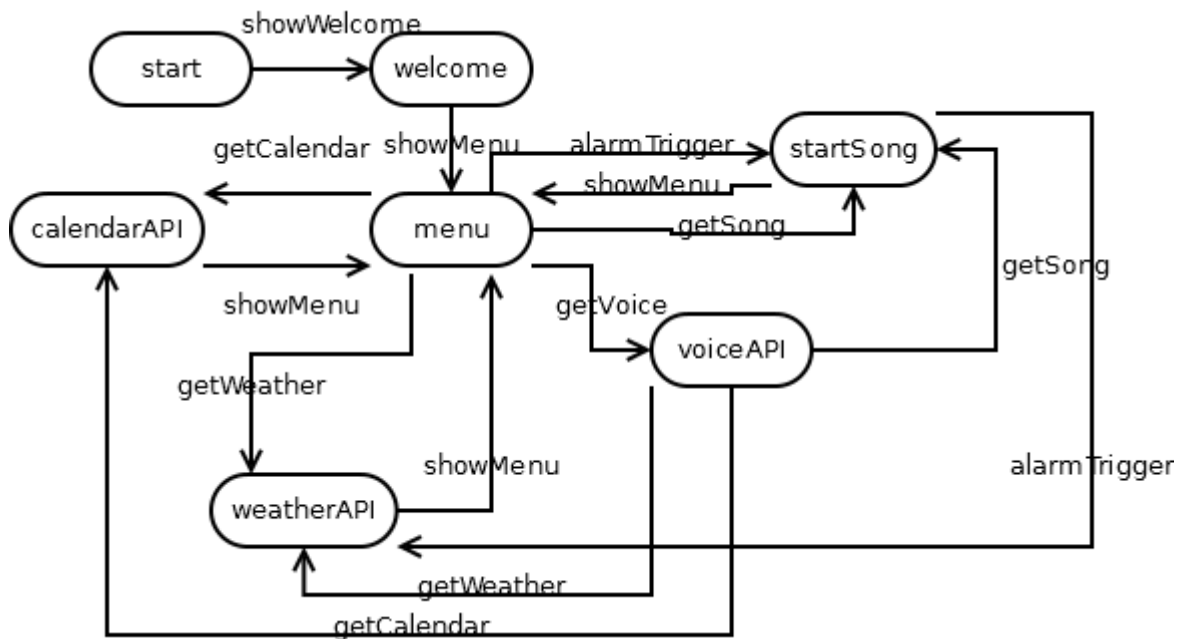 showWelcome
start
welcome
getCalendar
showMenu
alarmTrigger
startSong
showMenu
calendarAPI
menu
getSong
getSong
showMenu
getVoice
voiceAPI
getWeather
showMenu
alarmTrigger
weatherAPI
getWeather
getCalendar